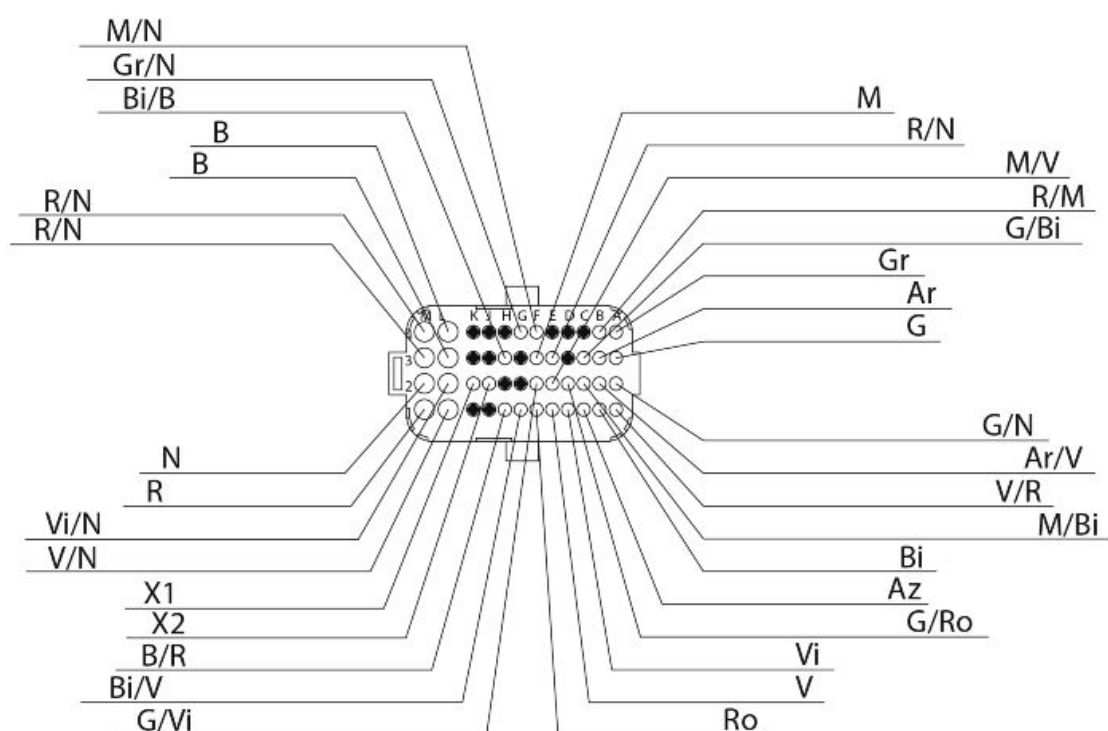 M/N
Gr/N
Bi/B
B
B
R/N
R/N
M
R/N
M/V
R/M
G/Bi
Gr
Ar
G
M L K J H G F E D C B A
3
2
1
N
R
Vi/N
V/N
X1
X2
B/R
Bi/V
G/Vi
G/N
Ar/V
V/R
M/Bi
Bi
Az
G/Ro
Vi
V
Ro